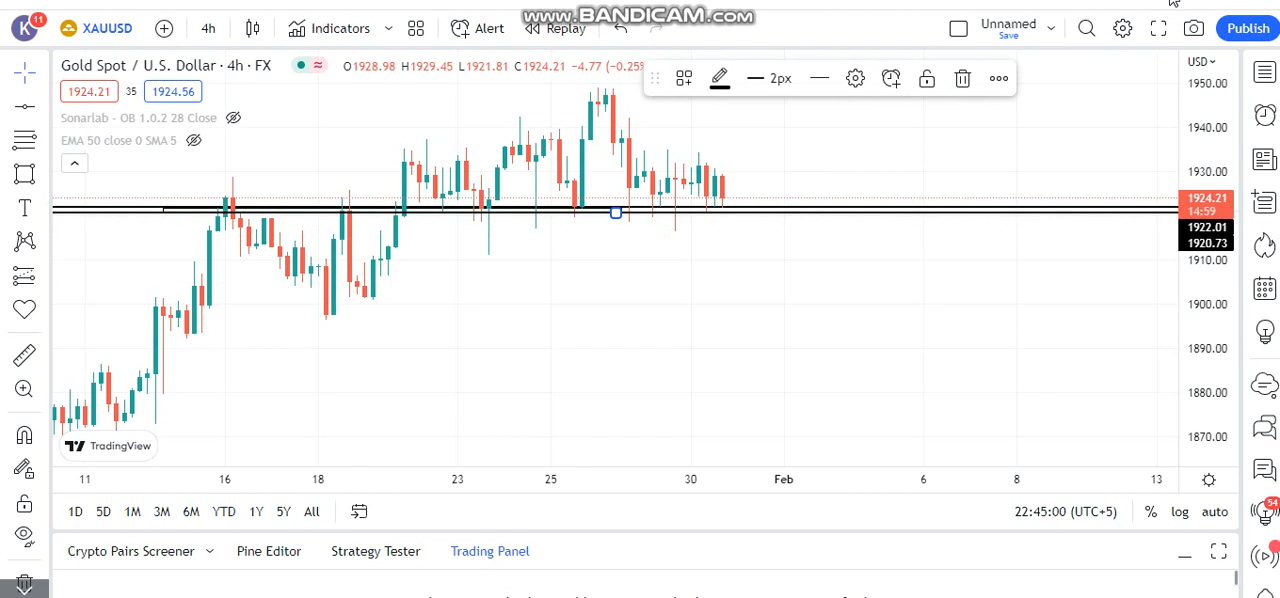 www.BANDICAM.com
K 11 XAUUSD 4h Indicators Alert Replay Unnamed Save Publish
Gold Spot / U.S. Dollar · 4h · FX O1928.98 H1929.45 L1921.81 C1924.21 −4.77 (−0.25% 2px USD
1924.21 35 1924.56
Sonarlab - OB 1.0.2 28 Close
EMA 50 close 0 SMA 5
1950.00
1940.00
1930.00
1924.21
14:59
1922.01
1920.73
1910.00
1900.00
1890.00
1880.00
1870.00
TradingView
11 16 18 23 25 30 Feb 6 8 13
1D 5D 1M 3M 6M YTD 1Y 5Y All 22:45:00 (UTC+5) % log auto
54
Crypto Pairs Screener Pine Editor Strategy Tester Trading Panel